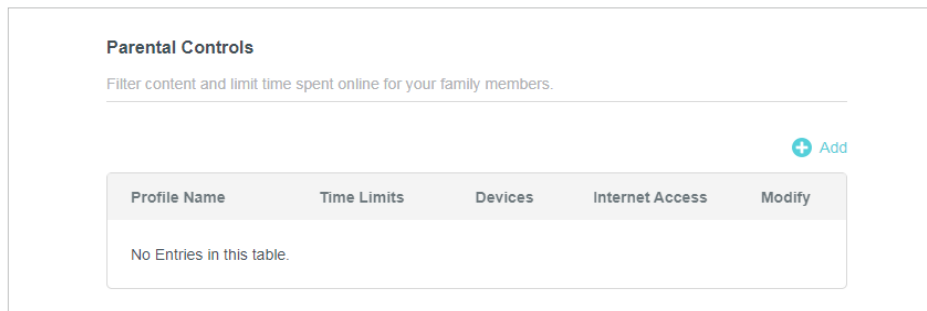 Parental Controls
Filter content and limit time spent online for your family members.
Add
Profile Name Time Limits Devices Internet Access Modify
No Entries in this table.